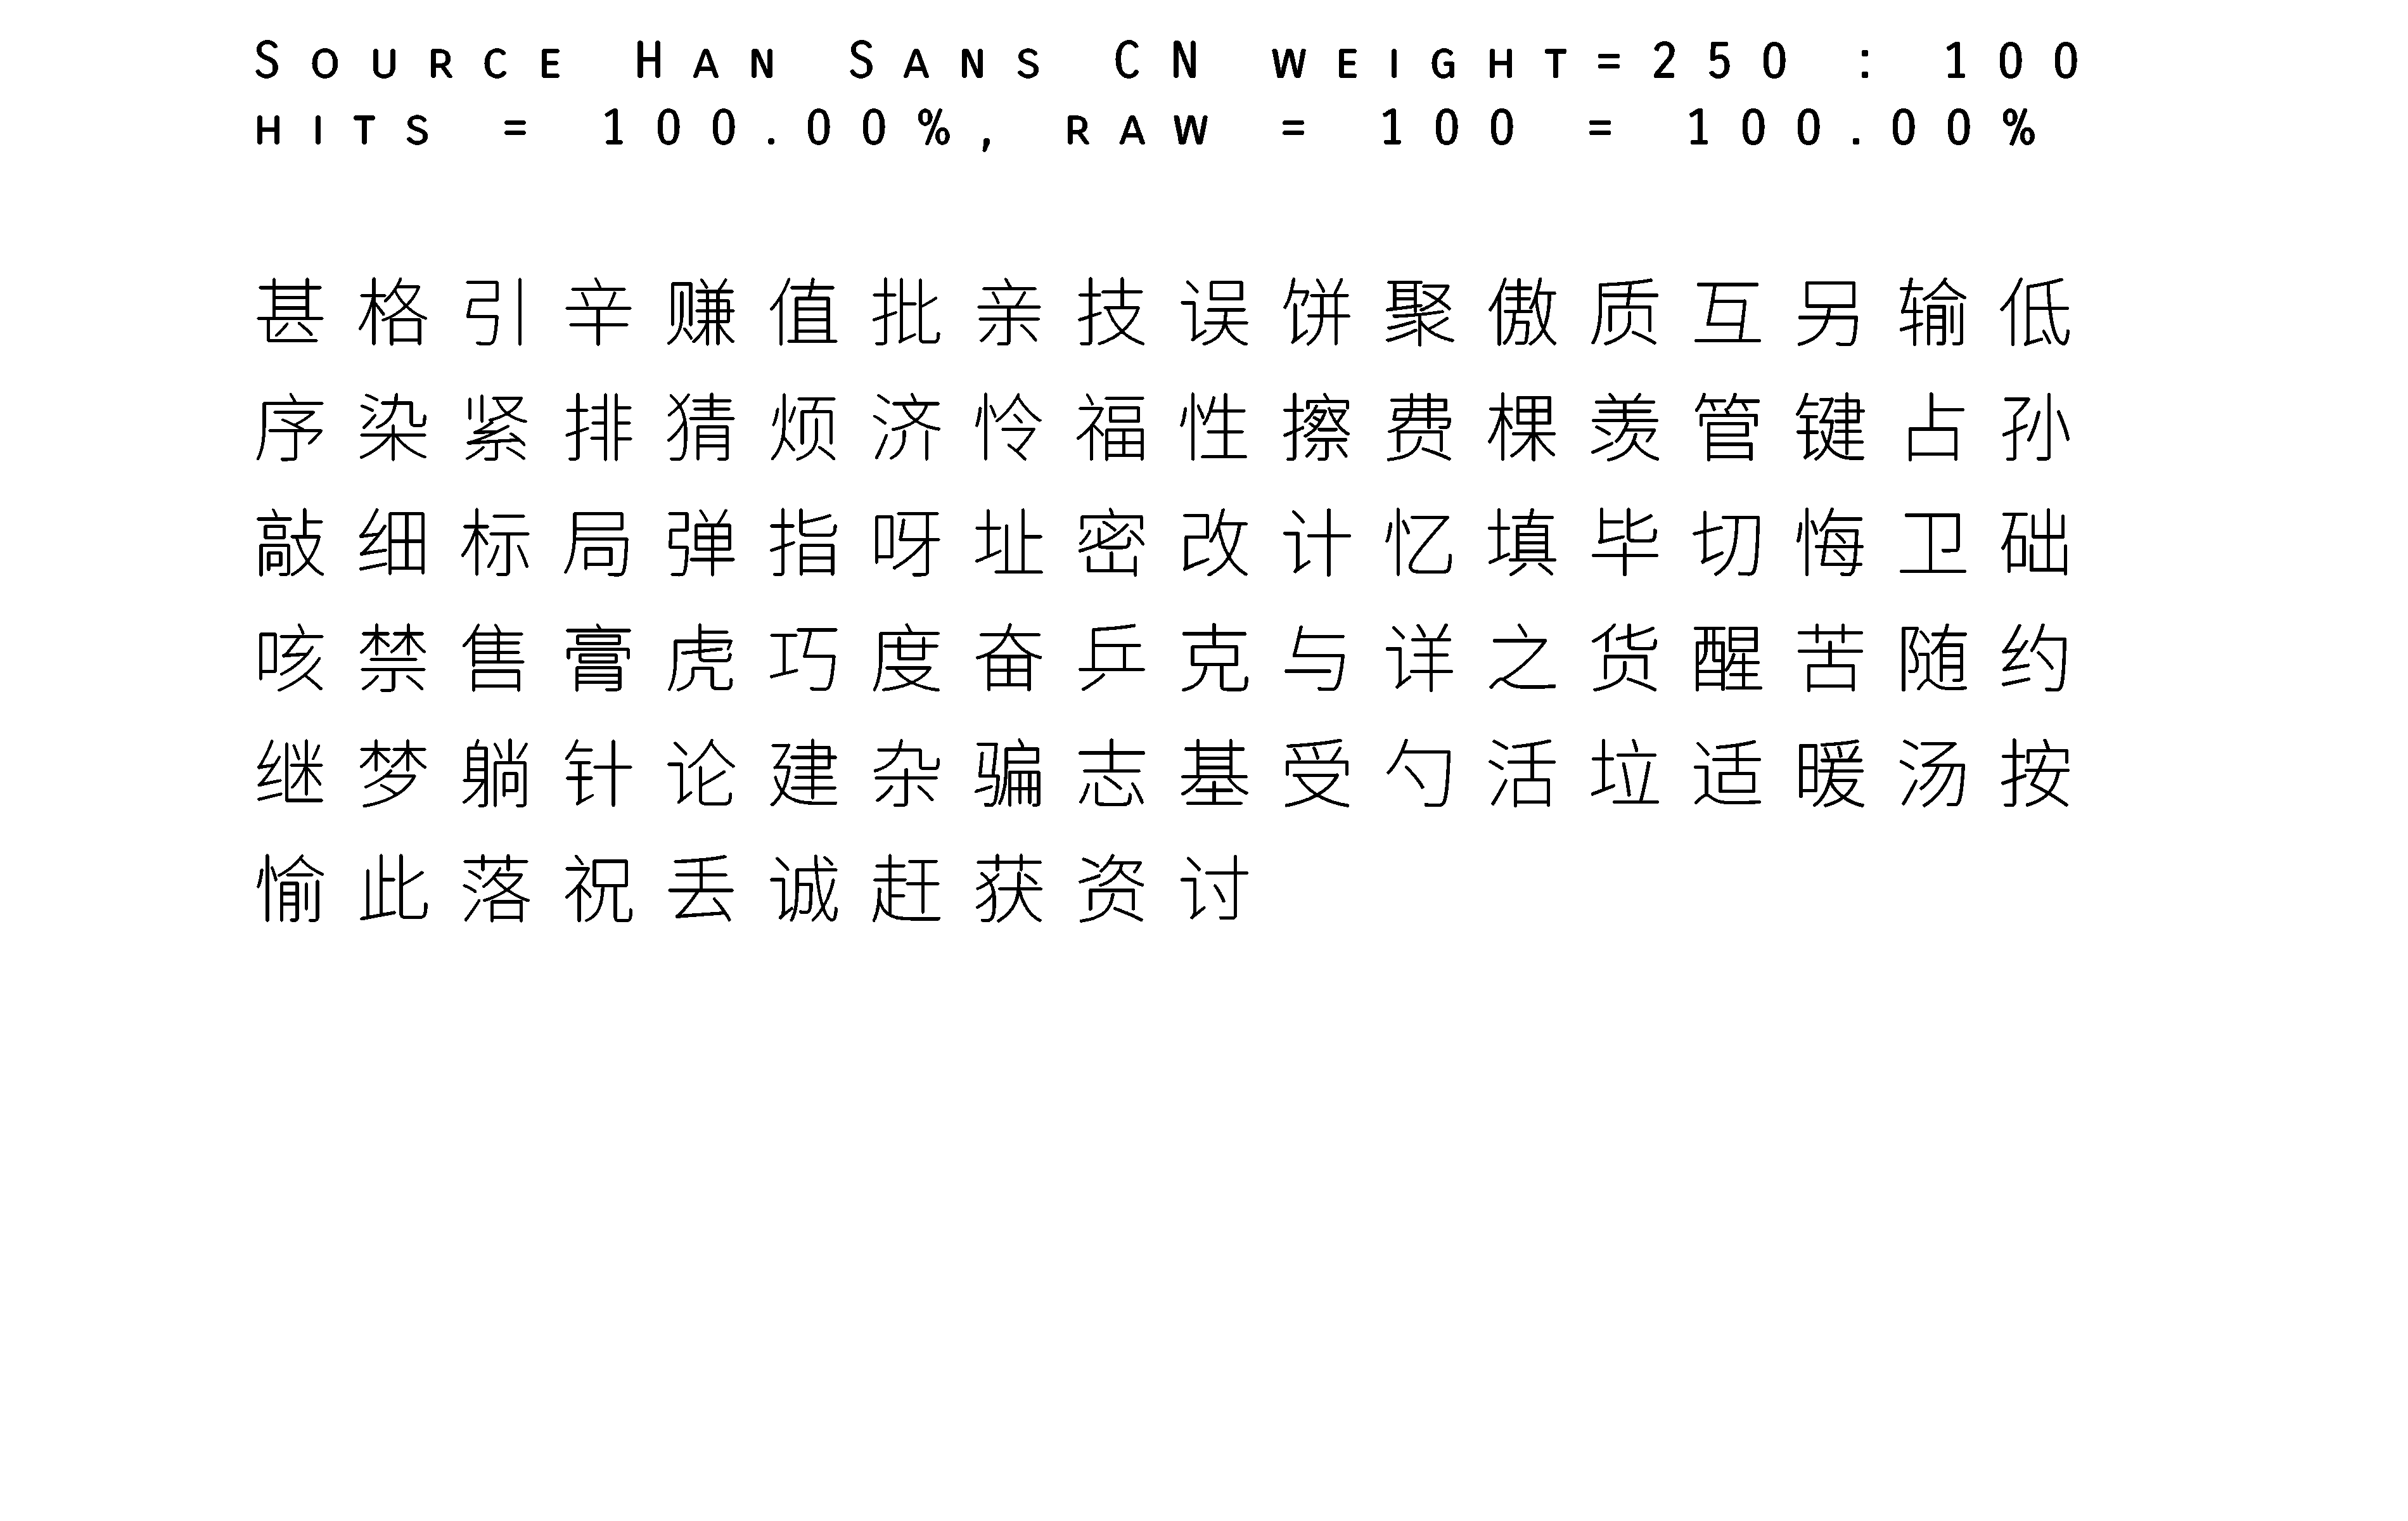 Source Han Sans CN weight=250 : 100
hits = 100.00%, raw = 100 = 100.00%
甚格引辛赚值批亲技误饼聚傲质互另输低
序染紧排猜烦济怜福性擦费棵羡管键占孙
敲细标局弹指呀址密改计忆填毕切悔卫础
咳禁售膏虎巧度奋乒克与详之货醒苦随约
继梦躺针论建杂骗志基受勺活垃适暖汤按
愉此落祝丢诚赶获资讨